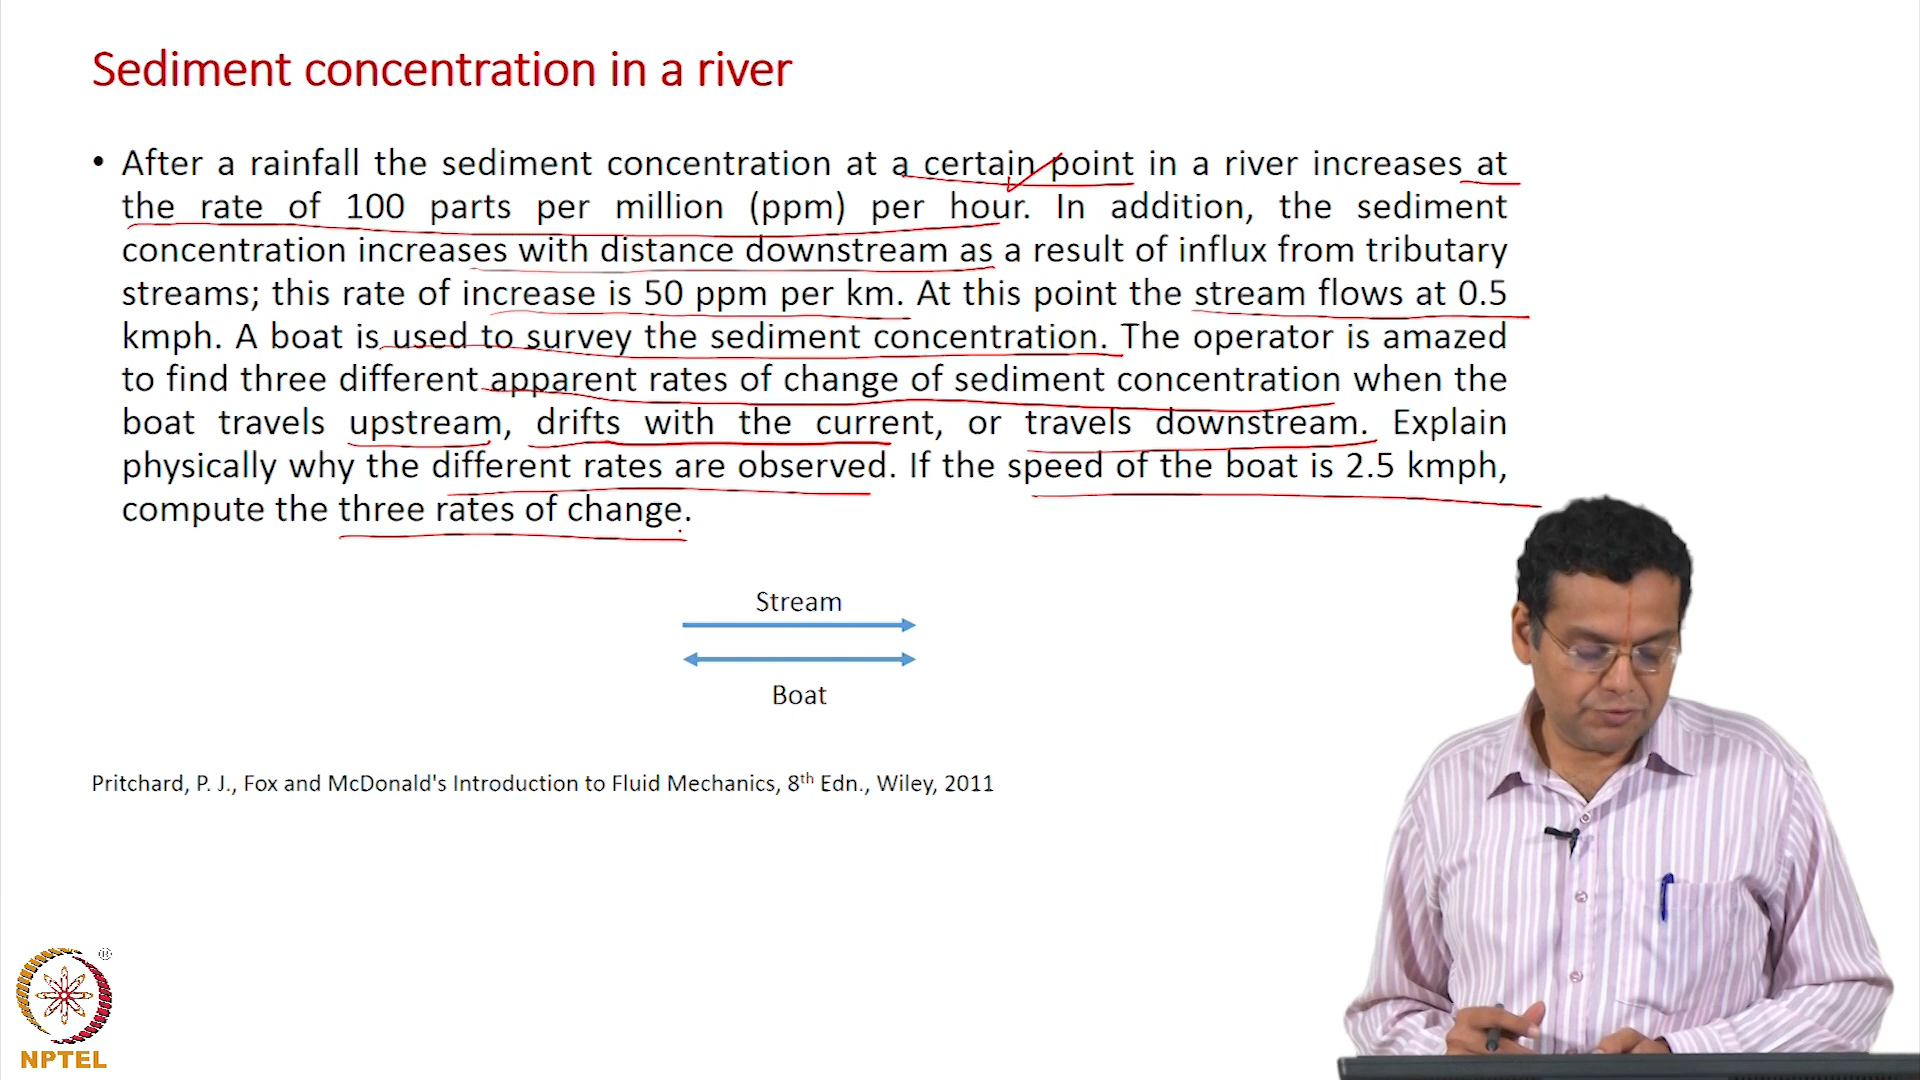 Sediment concentration in a river
• After a rainfall the sediment concentration at a certain point in a river increases at
the rate of 100 parts per million (ppm) per hour. In addition, the sediment
concentration increases with distance downstream as a result of influx from tributary
streams; this rate of increase is 50 ppm per km. At this point the stream flows at 0.5
kmph. A boat is used to survey the sediment concentration. The operator is amazed
to find three different apparent rates of change of sediment concentration when the
boat travels upstream, drifts with the current, or travels downstream. Explain
physically why the different rates are observed. If the speed of the boat is 2.5 kmph,
compute the three rates of change.
Stream
Boat
Pritchard, P. J., Fox and McDonald's Introduction to Fluid Mechanics, 8th Edn., Wiley, 2011
®
NPTEL